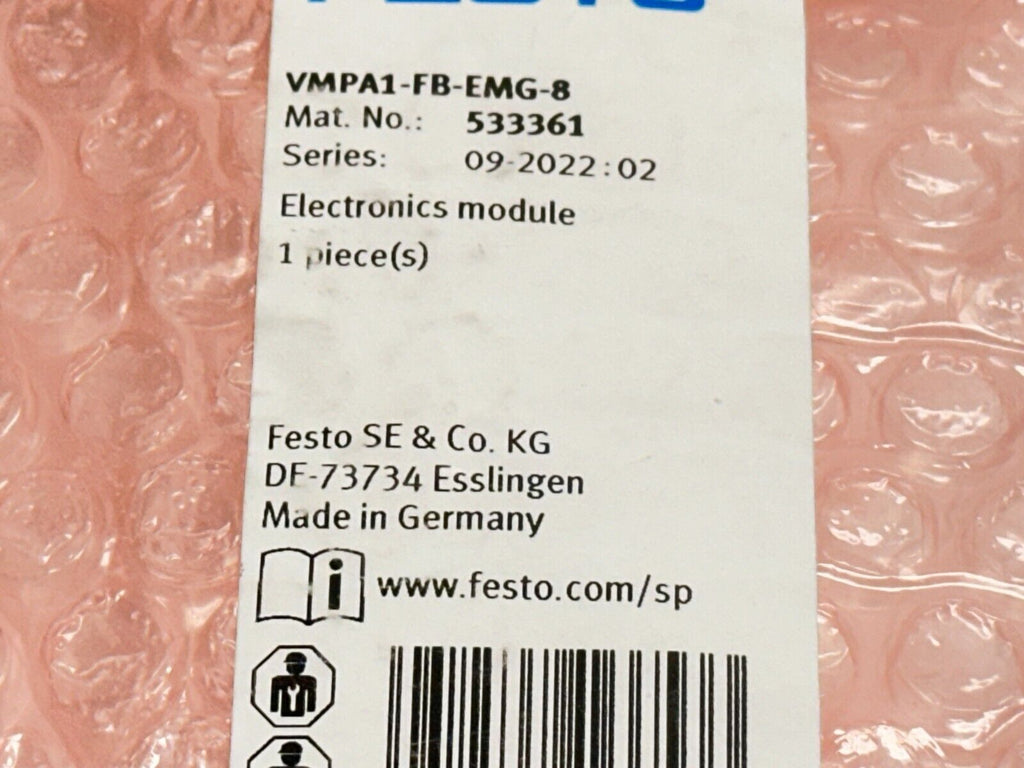 FESTO
VMPA1-FB-EMG-8
Mat. No.: 533361
Series: 09-2022:02
Electronics module
1 piece(s)
Festo SE & Co. KG
DE-73734 Esslingen
Made in Germany
i www.festo.com/sp